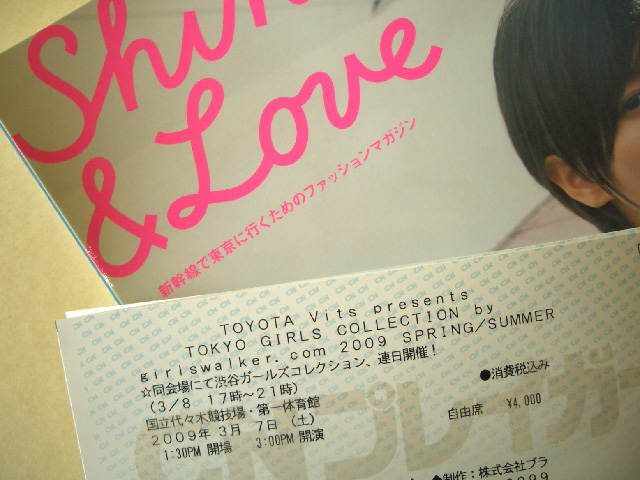 & Love
新幹線で東京に行くためのファッションマガジン
TOYOTA Vits presents
TOKYO GIRLS COLLECTION by
girlswalker.com 2009 SPRING/SUMMER
☆同会場にて渋谷ガールズコレクション、連日開催!
(3/8 17時~21時)
●消費税込み
国立代々木競技場・第一体育館
自由席 ¥4,000
2009年 3月 7日 (土)
1:30PM 開場 3:00PM 開演
◆制作:株式会社ブラ